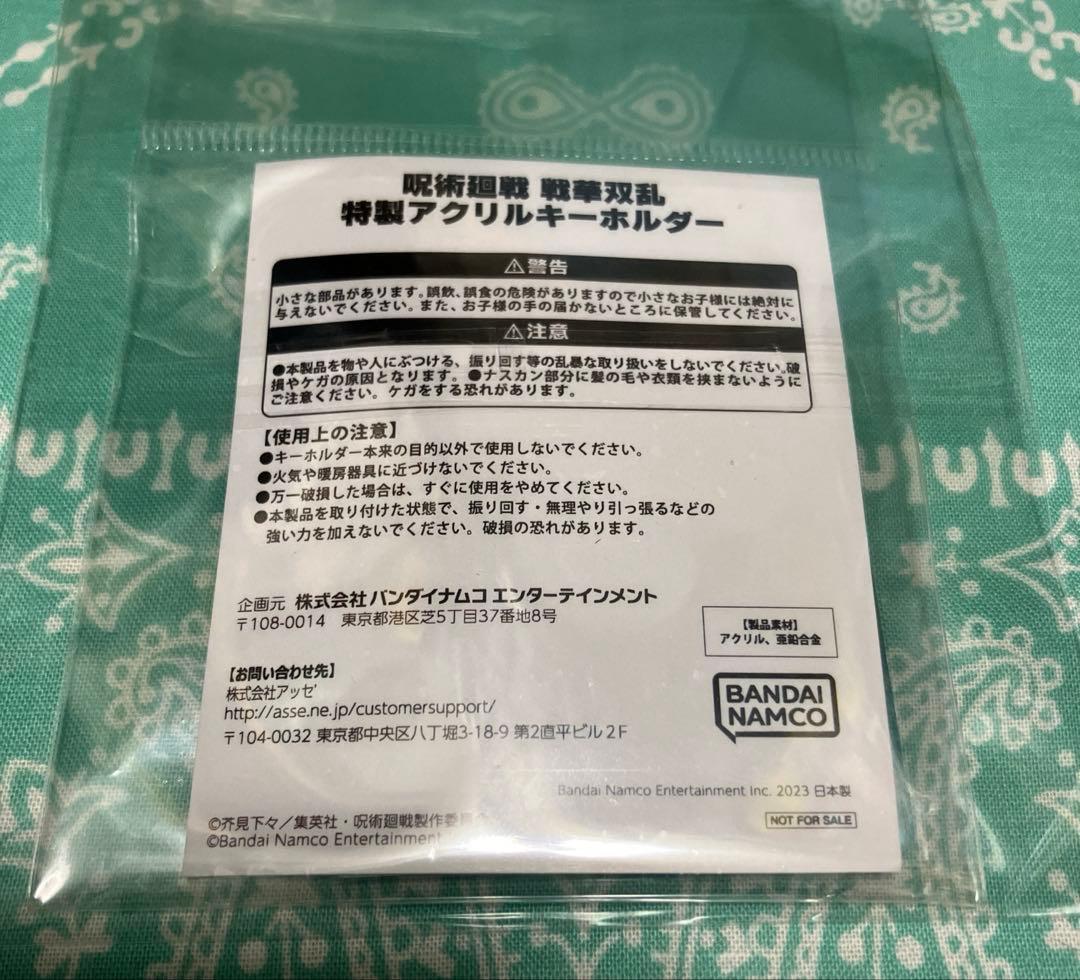 呪術廻戦 戦華双乱
特製アクリルキーホルダー
⚠警告
小さな部品があります。誤飲、誤食の危険がありますので小さなお子様には絶対に
与えないでください。また、お子様の手の届かないところに保管してください。
⚠注意
●本製品を物や人にぶつける、振り回す等の乱暴な取り扱いをしないでください。破
損やケガの原因となります。●ナスカン部分に髪の毛や衣類を挟まないように
ご注意ください。ケガをする恐れがあります。
【使用上の注意】
●キーホルダー本来の目的以外で使用しないでください。
●火気や暖房器具に近づけないでください。
●万一破損した場合は、すぐに使用をやめてください。
●本製品を取り付けた状態で、振り回す・無理やり引っ張るなどの
強い力を加えないでください。破損の恐れがあります。
企画元 株式会社バンダイナムコエンターテインメント
〒108-0014 東京都港区芝5丁目37番地8号
【製品素材】
アクリル、亜鉛合金
【お問い合わせ先】
株式会社アッセ
http://asse.ne.jp/customersupport/
〒104-0032 東京都中央区八丁堀3-18-9 第2直平ビル2F
BANDAI
NAMCO
Bandai Namco Entertainment Inc. 2023 日本製
NOT FOR SALE
©芥見下々／集英社・呪術廻戦製作委員会
©Bandai Namco Entertainment